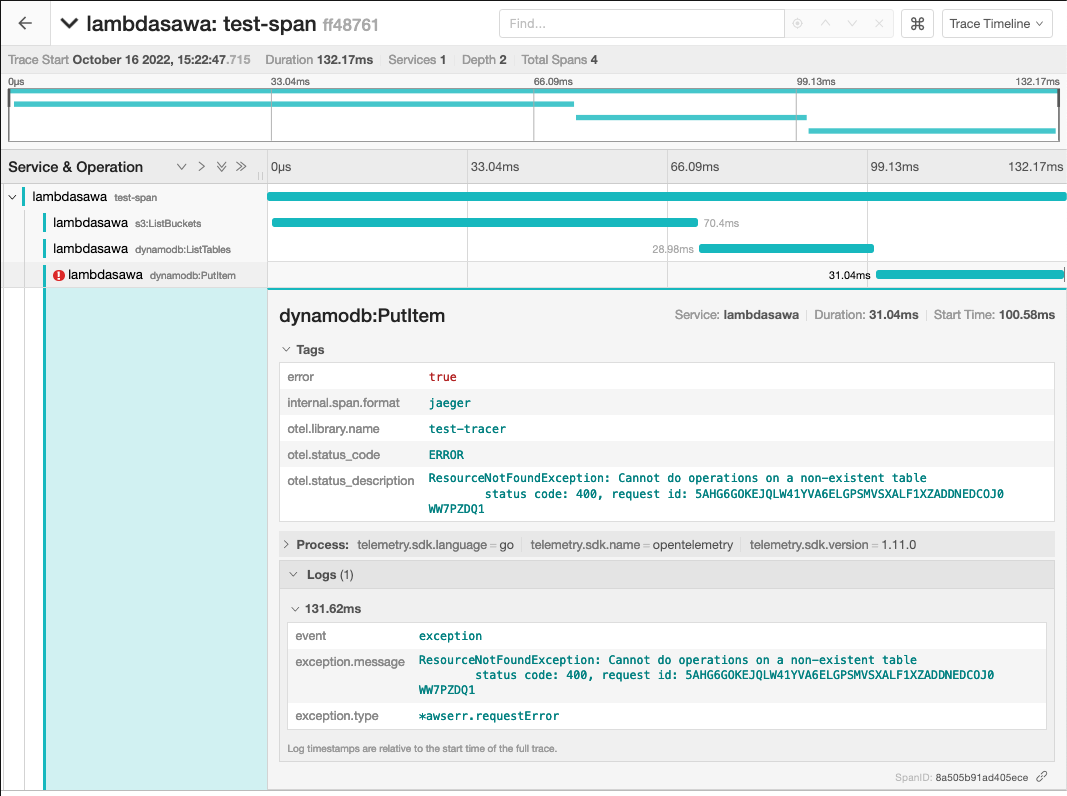 lambdasawa: test-span ff48761
Find...
⌘
Trace Timeline
Trace Start October 16 2022, 15:22:47.715 Duration 132.17ms Services 1 Depth 2 Total Spans 4
0μs 33.04ms 66.09ms 99.13ms 132.17ms
Service & Operation 0μs 33.04ms 66.09ms 99.13ms 132.17ms
lambdasawa test-span
lambdasawa s3:ListBuckets 70.4ms
lambdasawa dynamodb:ListTables 28.98ms
lambdasawa dynamodb:PutItem 31.04ms
dynamodb:PutItem Service: lambdasawa Duration: 31.04ms Start Time: 100.58ms
Tags
error true
internal.span.format jaeger
otel.library.name test-tracer
otel.status_code ERROR
otel.status_description ResourceNotFoundException: Cannot do operations on a non-existent table
status code: 400, request id: 5AHG6GOKEJQLW41YVA6ELGPSMVSXALF1XZADDNEDCOJ0
WW7PZDQ1
Process: telemetry.sdk.language = go telemetry.sdk.name = opentelemetry telemetry.sdk.version = 1.11.0
Logs (1)
131.62ms
event exception
exception.message ResourceNotFoundException: Cannot do operations on a non-existent table
status code: 400, request id: 5AHG6GOKEJQLW41YVA6ELGPSMVSXALF1XZADDNEDCOJ0
WW7PZDQ1
exception.type *awserr.requestError
Log timestamps are relative to the start time of the full trace.
SpanID: 8a505b91ad405ece